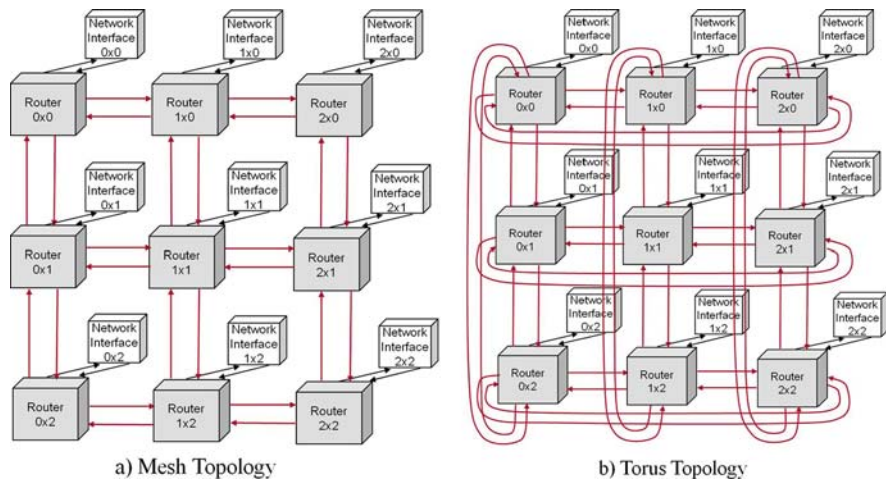 Network
Interface
0x0
Network
Interface
1x0
Network
Interface
2x0
Router
0x0
Router
1x0
Router
2x0
Network
Interface
0x1
Network
Interface
1x1
Network
Interface
2x1
Router
0x1
Router
1x1
Router
2x1
Network
Interface
0x2
Network
Interface
1x2
Network
Interface
2x2
Router
0x2
Router
1x2
Router
2x2
a) Mesh Topology
Network
Interface
0x0
Network
Interface
1x0
Network
Interface
2x0
Router
0x0
Router
1x0
Router
2x0
Network
Interface
0x1
Network
Interface
1x1
Network
Interface
2x1
Router
0x1
Router
1x1
Router
2x1
Network
Interface
0x2
Network
Interface
1x2
Network
Interface
2x2
Router
0x2
Router
1x2
Router
2x2
b) Torus Topology